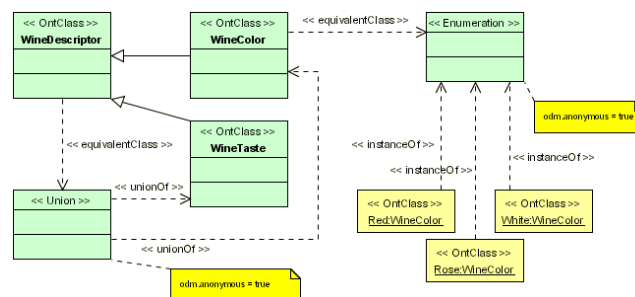 << OntClass >>
WineDescriptor
<< OntClass >>
WineColor
<< equivalentClass >>
<< Enumeration >>
odm.anonymous = true
<< OntClass >>
WineTaste
<< equivalentClass >>
<< unionOf >>
<< Union >>
<< unionOf >>
odm.anonymous = true
<< instanceOf >>
<< instanceOf >>
<< instanceOf >>
<< OntClass >>
Red:WineColor
<< OntClass >>
White:WineColor
<< OntClass >>
Rose:WineColor